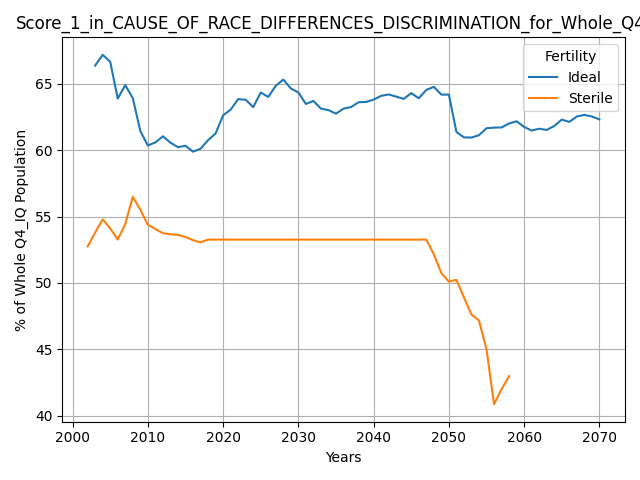 Score_1_in_CAUSE_OF_RACE_DIFFERENCES_DISCRIMINATION_for_Whole_Q4
Fertility
Ideal
Sterile
% of Whole Q4_IQ Population
65
60
55
50
45
40
2000 2010 2020 2030 2040 2050 2060 2070
Years